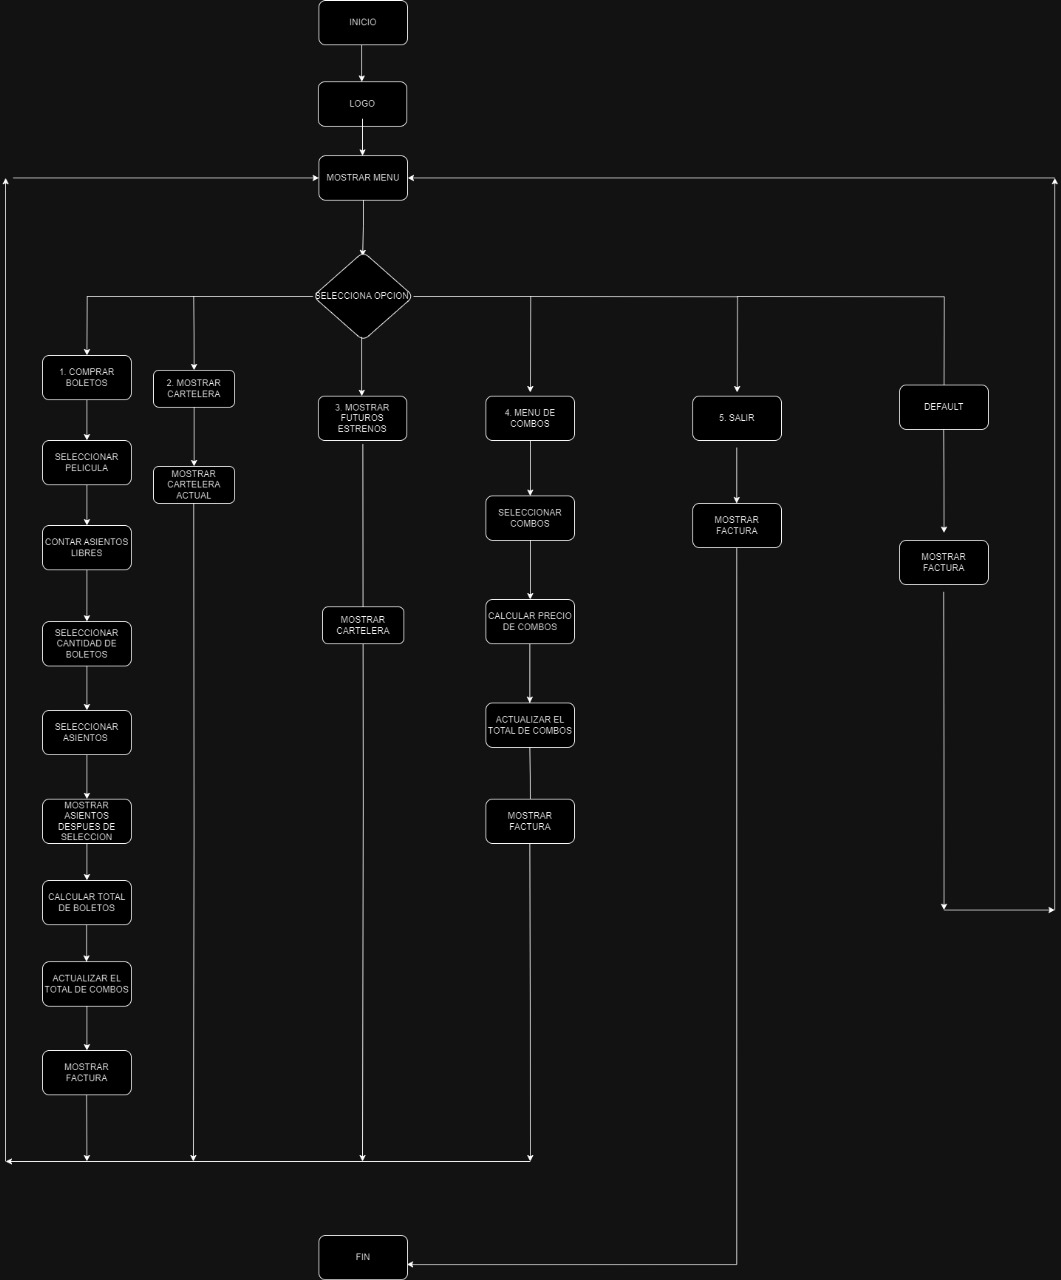 INICIO
LOGO
MOSTRAR MENU
SELECCIONA OPCION
1. COMPRAR
BOLETOS
SELECCIONAR
PELICULA
CONTAR ASIENTOS
LIBRES
SELECCIONAR
CANTIDAD DE
BOLETOS
SELECCIONAR
ASIENTOS
MOSTRAR
ASIENTOS
DESPUES DE
SELECCION
CALCULAR TOTAL
DE BOLETOS
ACTUALIZAR EL
TOTAL DE COMBOS
MOSTRAR
FACTURA
2. MOSTRAR
CARTELERA
MOSTRAR
CARTELERA
ACTUAL
3. MOSTRAR
FUTUROS
ESTRENOS
MOSTRAR
CARTELERA
4. MENU DE
COMBOS
SELECCIONAR
COMBOS
CALCULAR PRECIO
DE COMBOS
ACTUALIZAR EL
TOTAL DE COMBOS
MOSTRAR
FACTURA
5. SALIR
MOSTRAR
FACTURA
DEFAULT
MOSTRAR
FACTURA
FIN